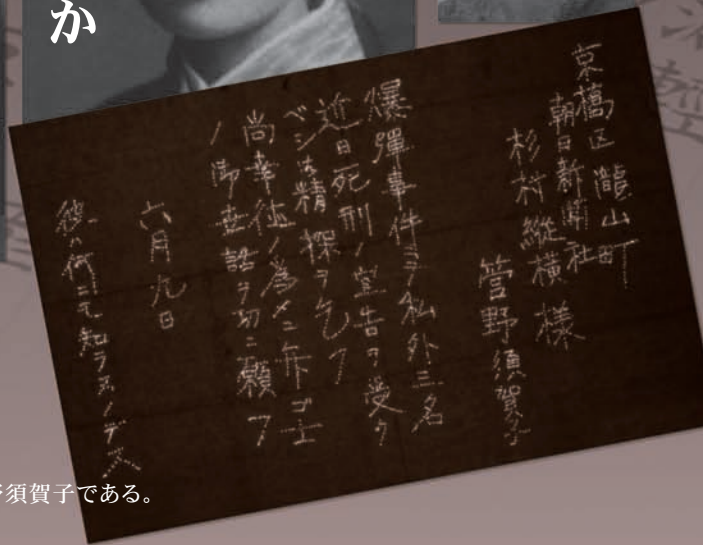 か
京橋区瀧山町
朝日新聞社
杉村縱横様
管野須賀子
爆彈事件ニテ私外三名
近日死刑ノ宣告ヲ受ク
ベシ御精探ヲ乞フ
尚幸徳ノ為メニ弁ゴ士
ノ御世話ヲ切ニ願フ
六月九日
彼ハ何ニモ知ラヌノデス
須賀子である。